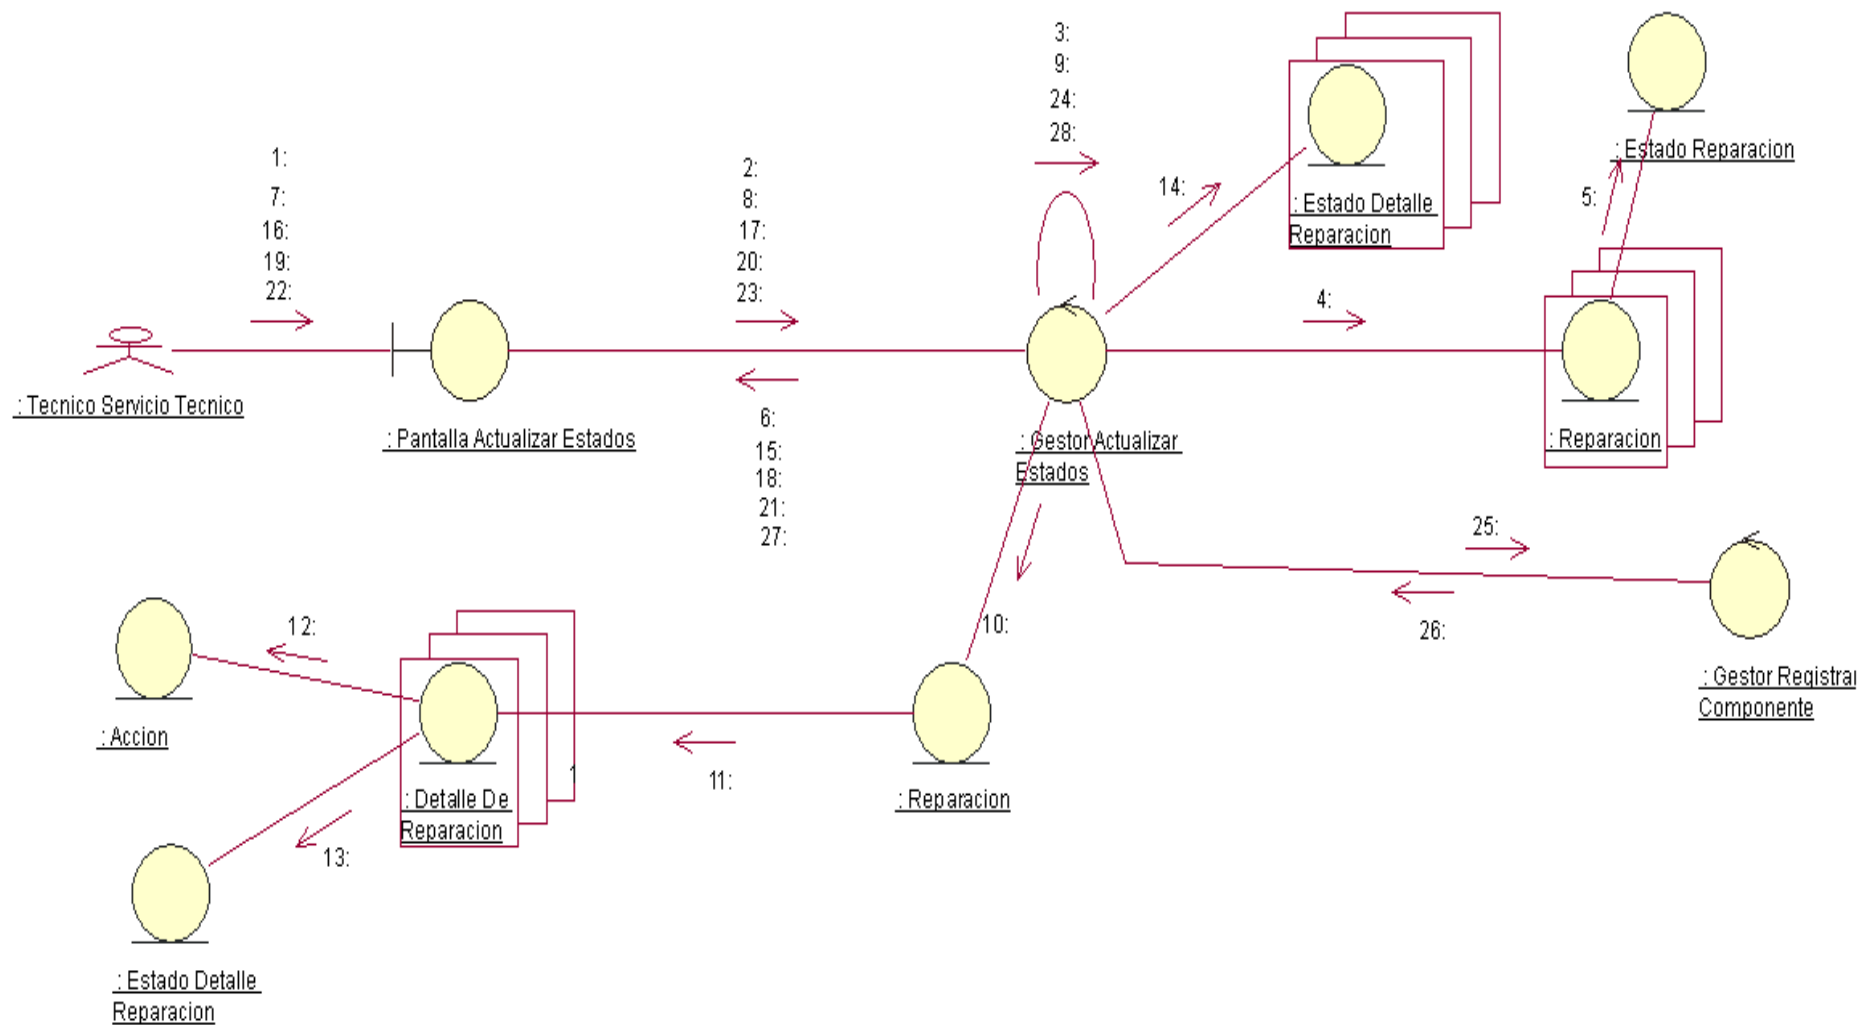 3:
9:
24:
28:
: Estado Reparacion
1:
7:
16:
19:
22:
2:
8:
17:
20:
23:
14:
: Estado Detalle
Reparacion
5:
4:
: Tecnico Servicio Tecnico
: Pantalla Actualizar Estados
6:
15:
18:
21:
27:
: Gestor Actualizar
Estados
: Reparacion
25:
26:
10:
12:
: Gestor Registrar
Componente
: Accion
11:
1
: Detalle De
Reparacion
: Reparacion
13:
: Estado Detalle
Reparacion